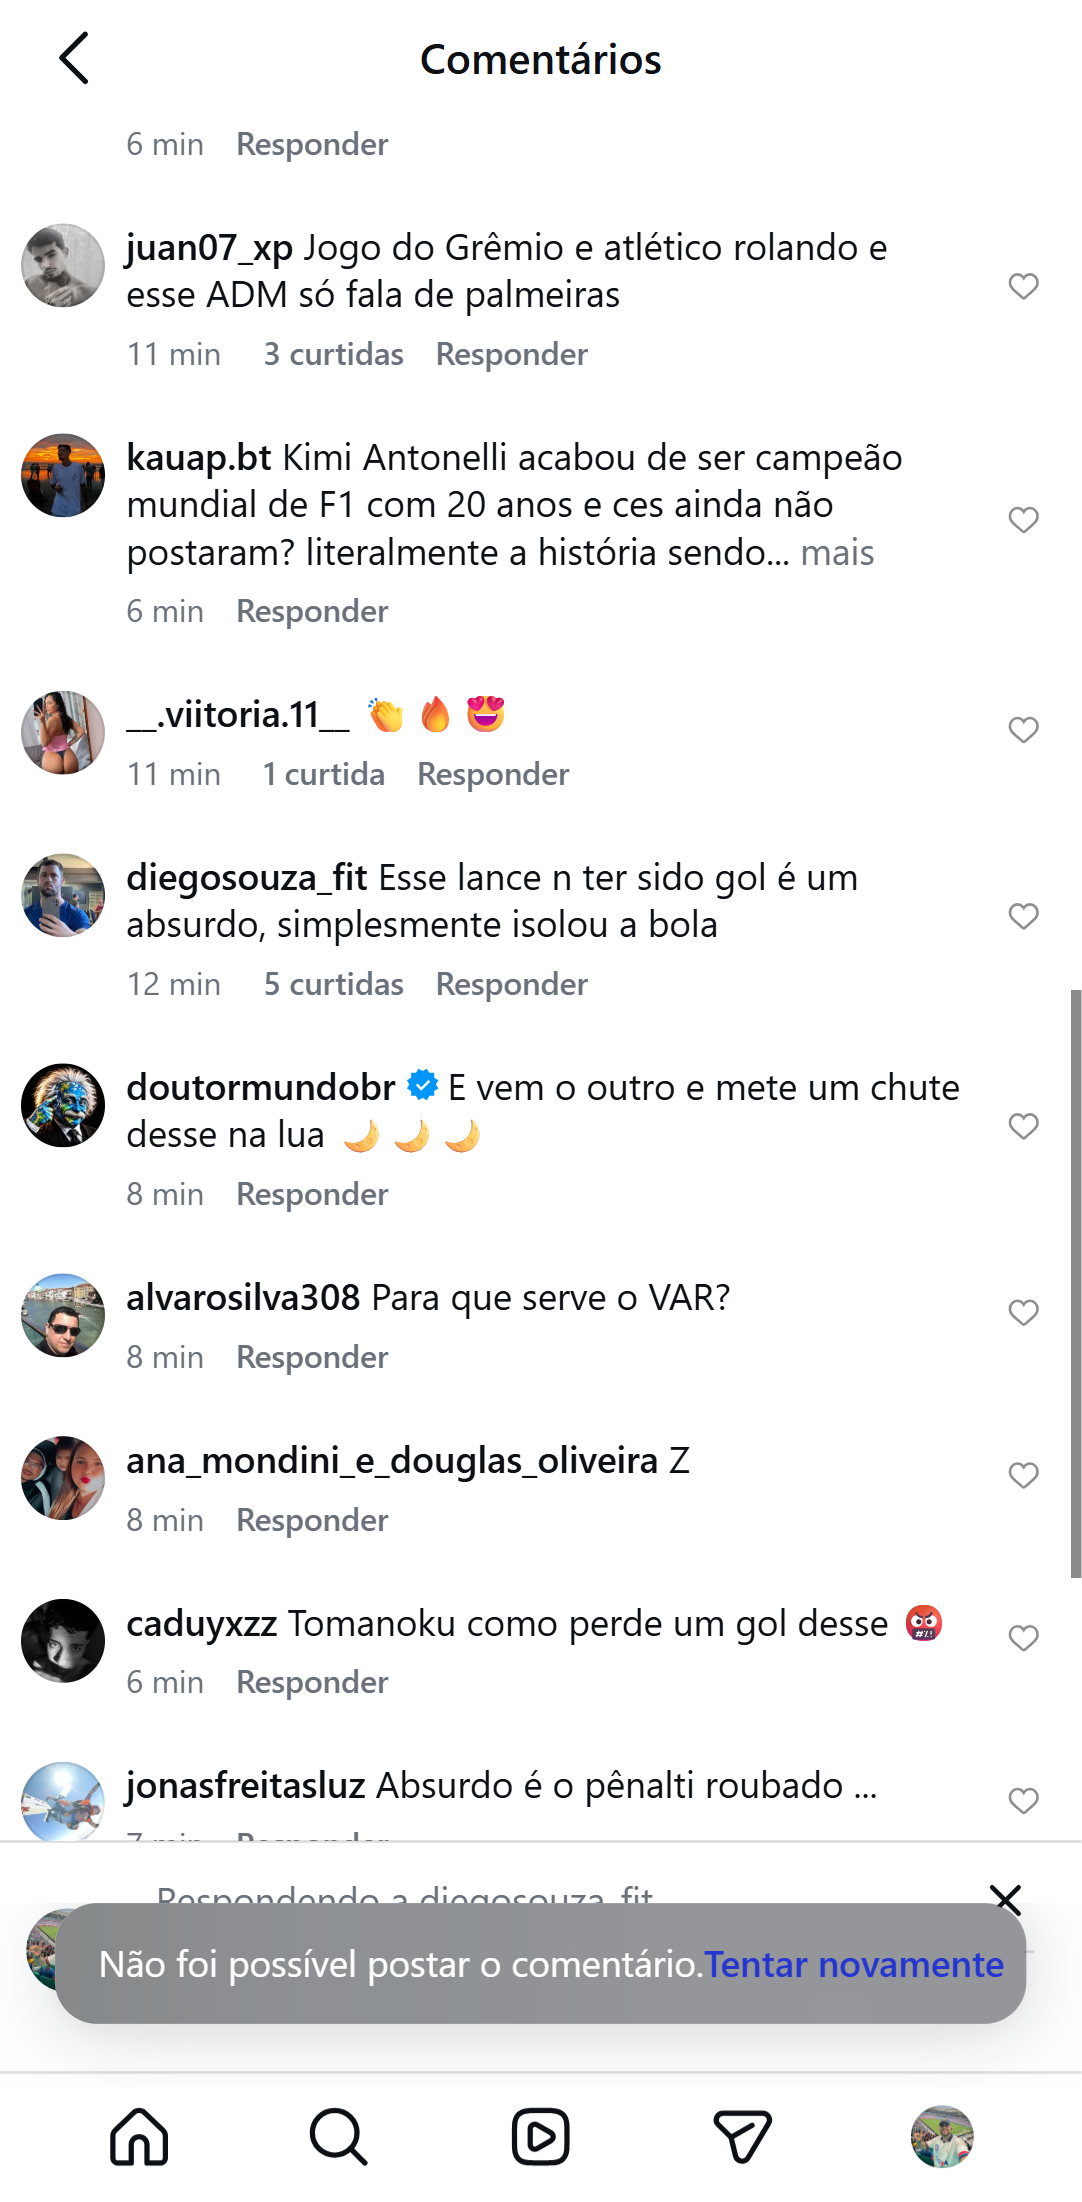 Comentários
6 min Responder
juan07_xp Jogo do Grêmio e atlético rolando e
esse ADM só fala de palmeiras
11 min 3 curtidas Responder
kauap.bt Kimi Antonelli acabou de ser campeão
mundial de F1 com 20 anos e ces ainda não
postaram? literalmente a história sendo... mais
6 min Responder
__.viitoria.11__ 👏🔥😍
11 min 1 curtida Responder
diegosouza_fit Esse lance n ter sido gol é um
absurdo, simplesmente isolou a bola
12 min 5 curtidas Responder
doutormundobr E vem o outro e mete um chute
desse na lua 🌙🌙🌙
8 min Responder
alvarosilva308 Para que serve o VAR?
8 min Responder
ana_mondini_e_douglas_oliveira Z
8 min Responder
caduyxzz Tomanoku como perde um gol desse 🤬
6 min Responder
jonasfreitasluz Absurdo é o pênalti roubado ...
7 min Responder
Respondendo a diegosouza_fit
Não foi possível postar o comentário.Tentar novamente